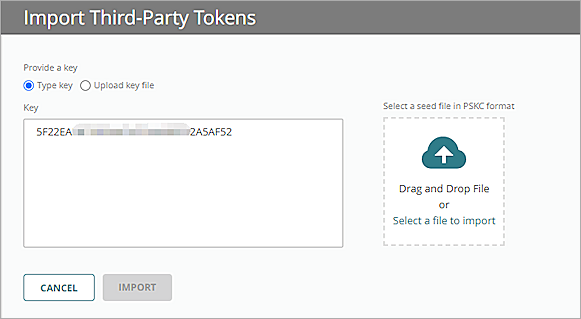 Import Third-Party Tokens
Provide a key
Type key
Upload key file
Key
5F22EA
2A5AF52
Select a seed file in PSKC format
Drag and Drop File
or
Select a file to import
CANCEL
IMPORT